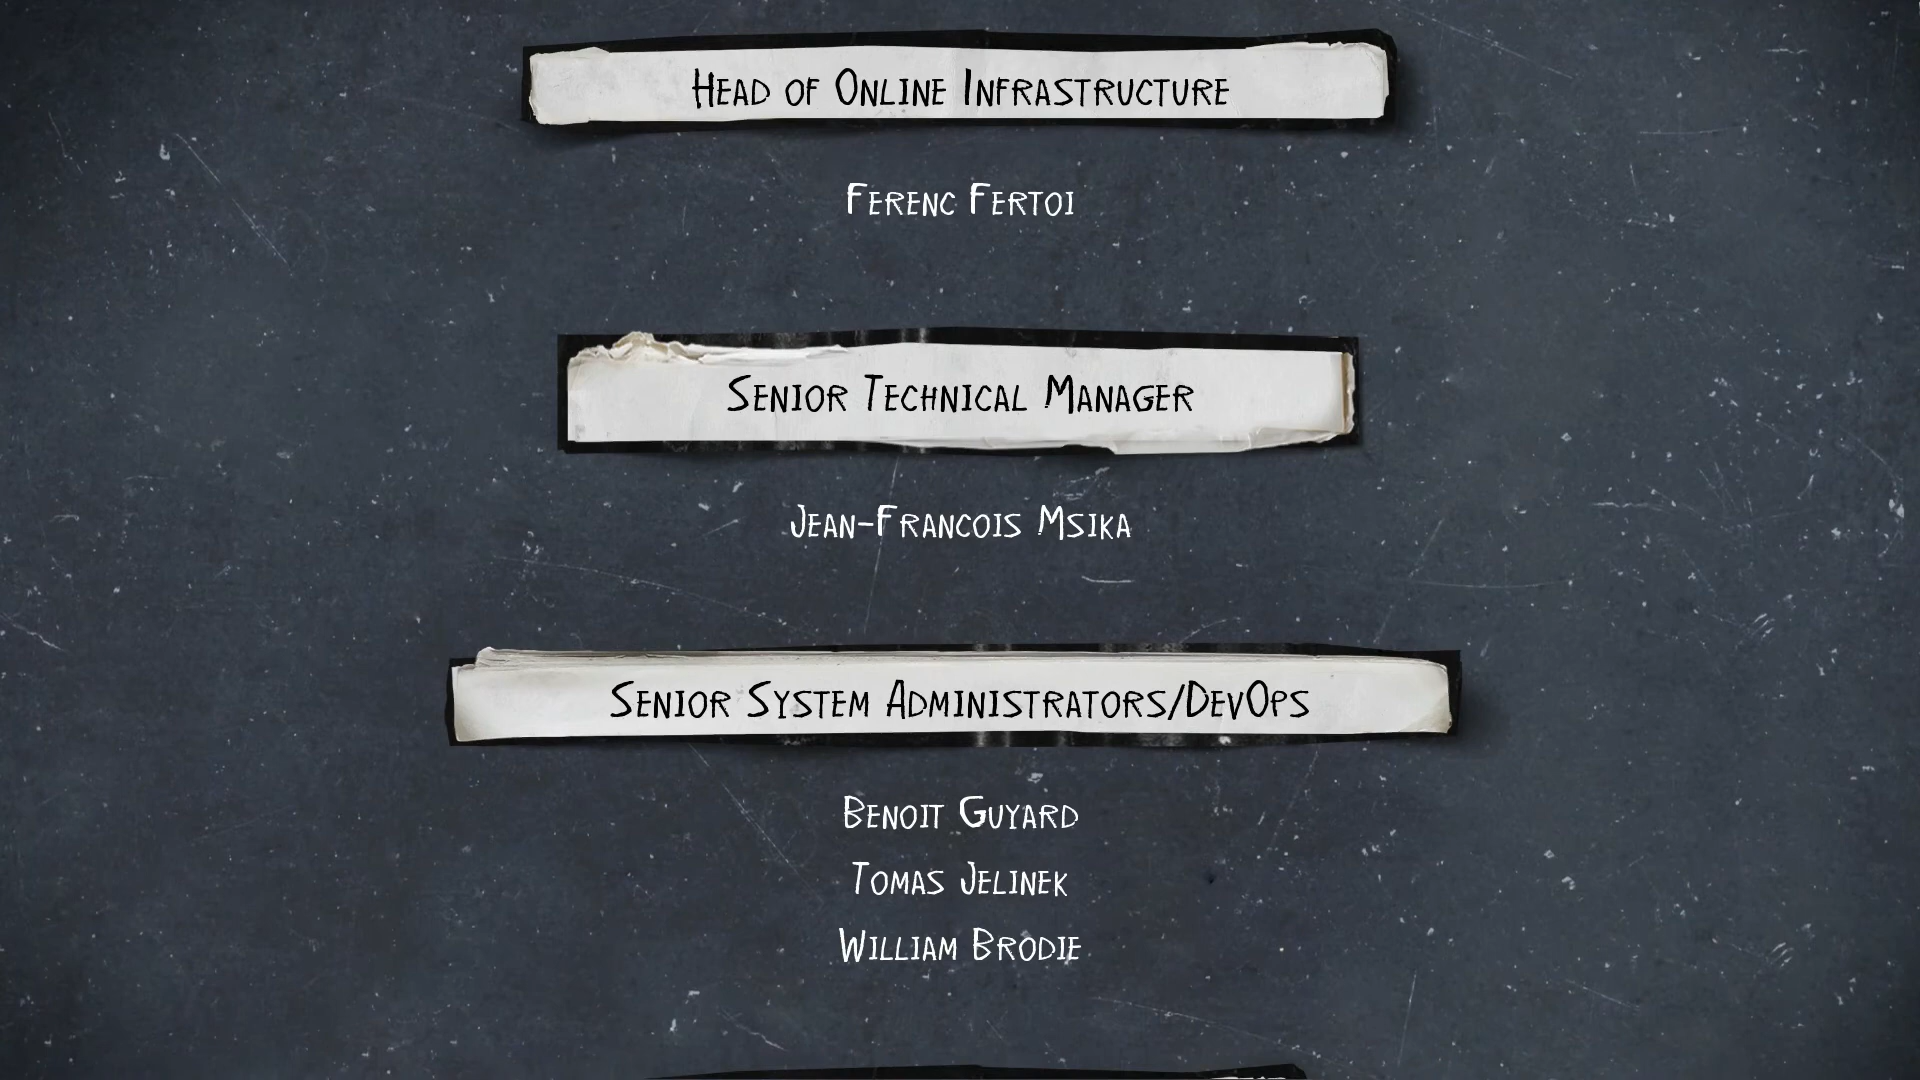 Head of Online Infrastructure
Ferenc Fertoi
Senior Technical Manager
Jean-Francois Msika
Senior System Administrators/DevOps
Benoit Guyard
Tomas Jelinek
William Brodie